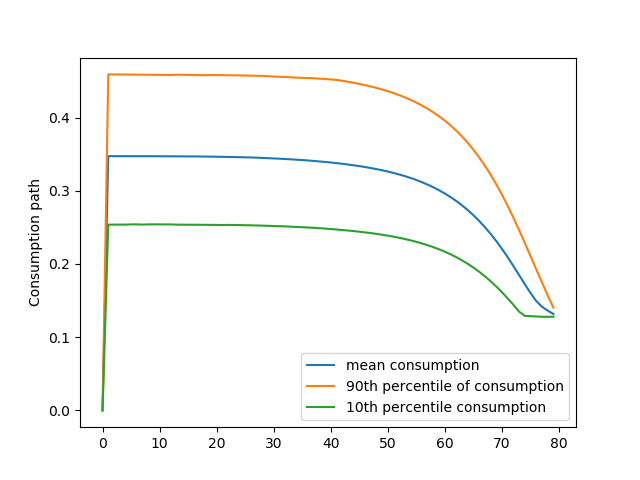 0.4
0.3
0.2
0.1
0.0
Consumption path
0 10 20 30 40 50 60 70 80
mean consumption
90th percentile of consumption
10th percentile consumption